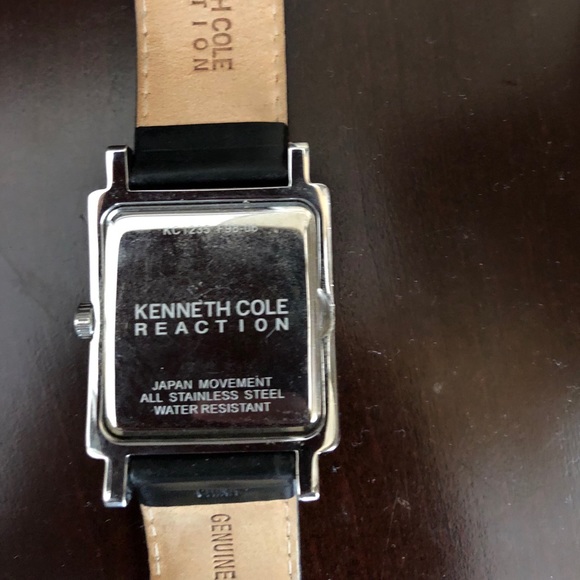 H COLE
TION
KENNETH COLE
REACTION
JAPAN MOVEMENT
ALL STAINLESS STEEL
WATER RESISTANT
GENUINE